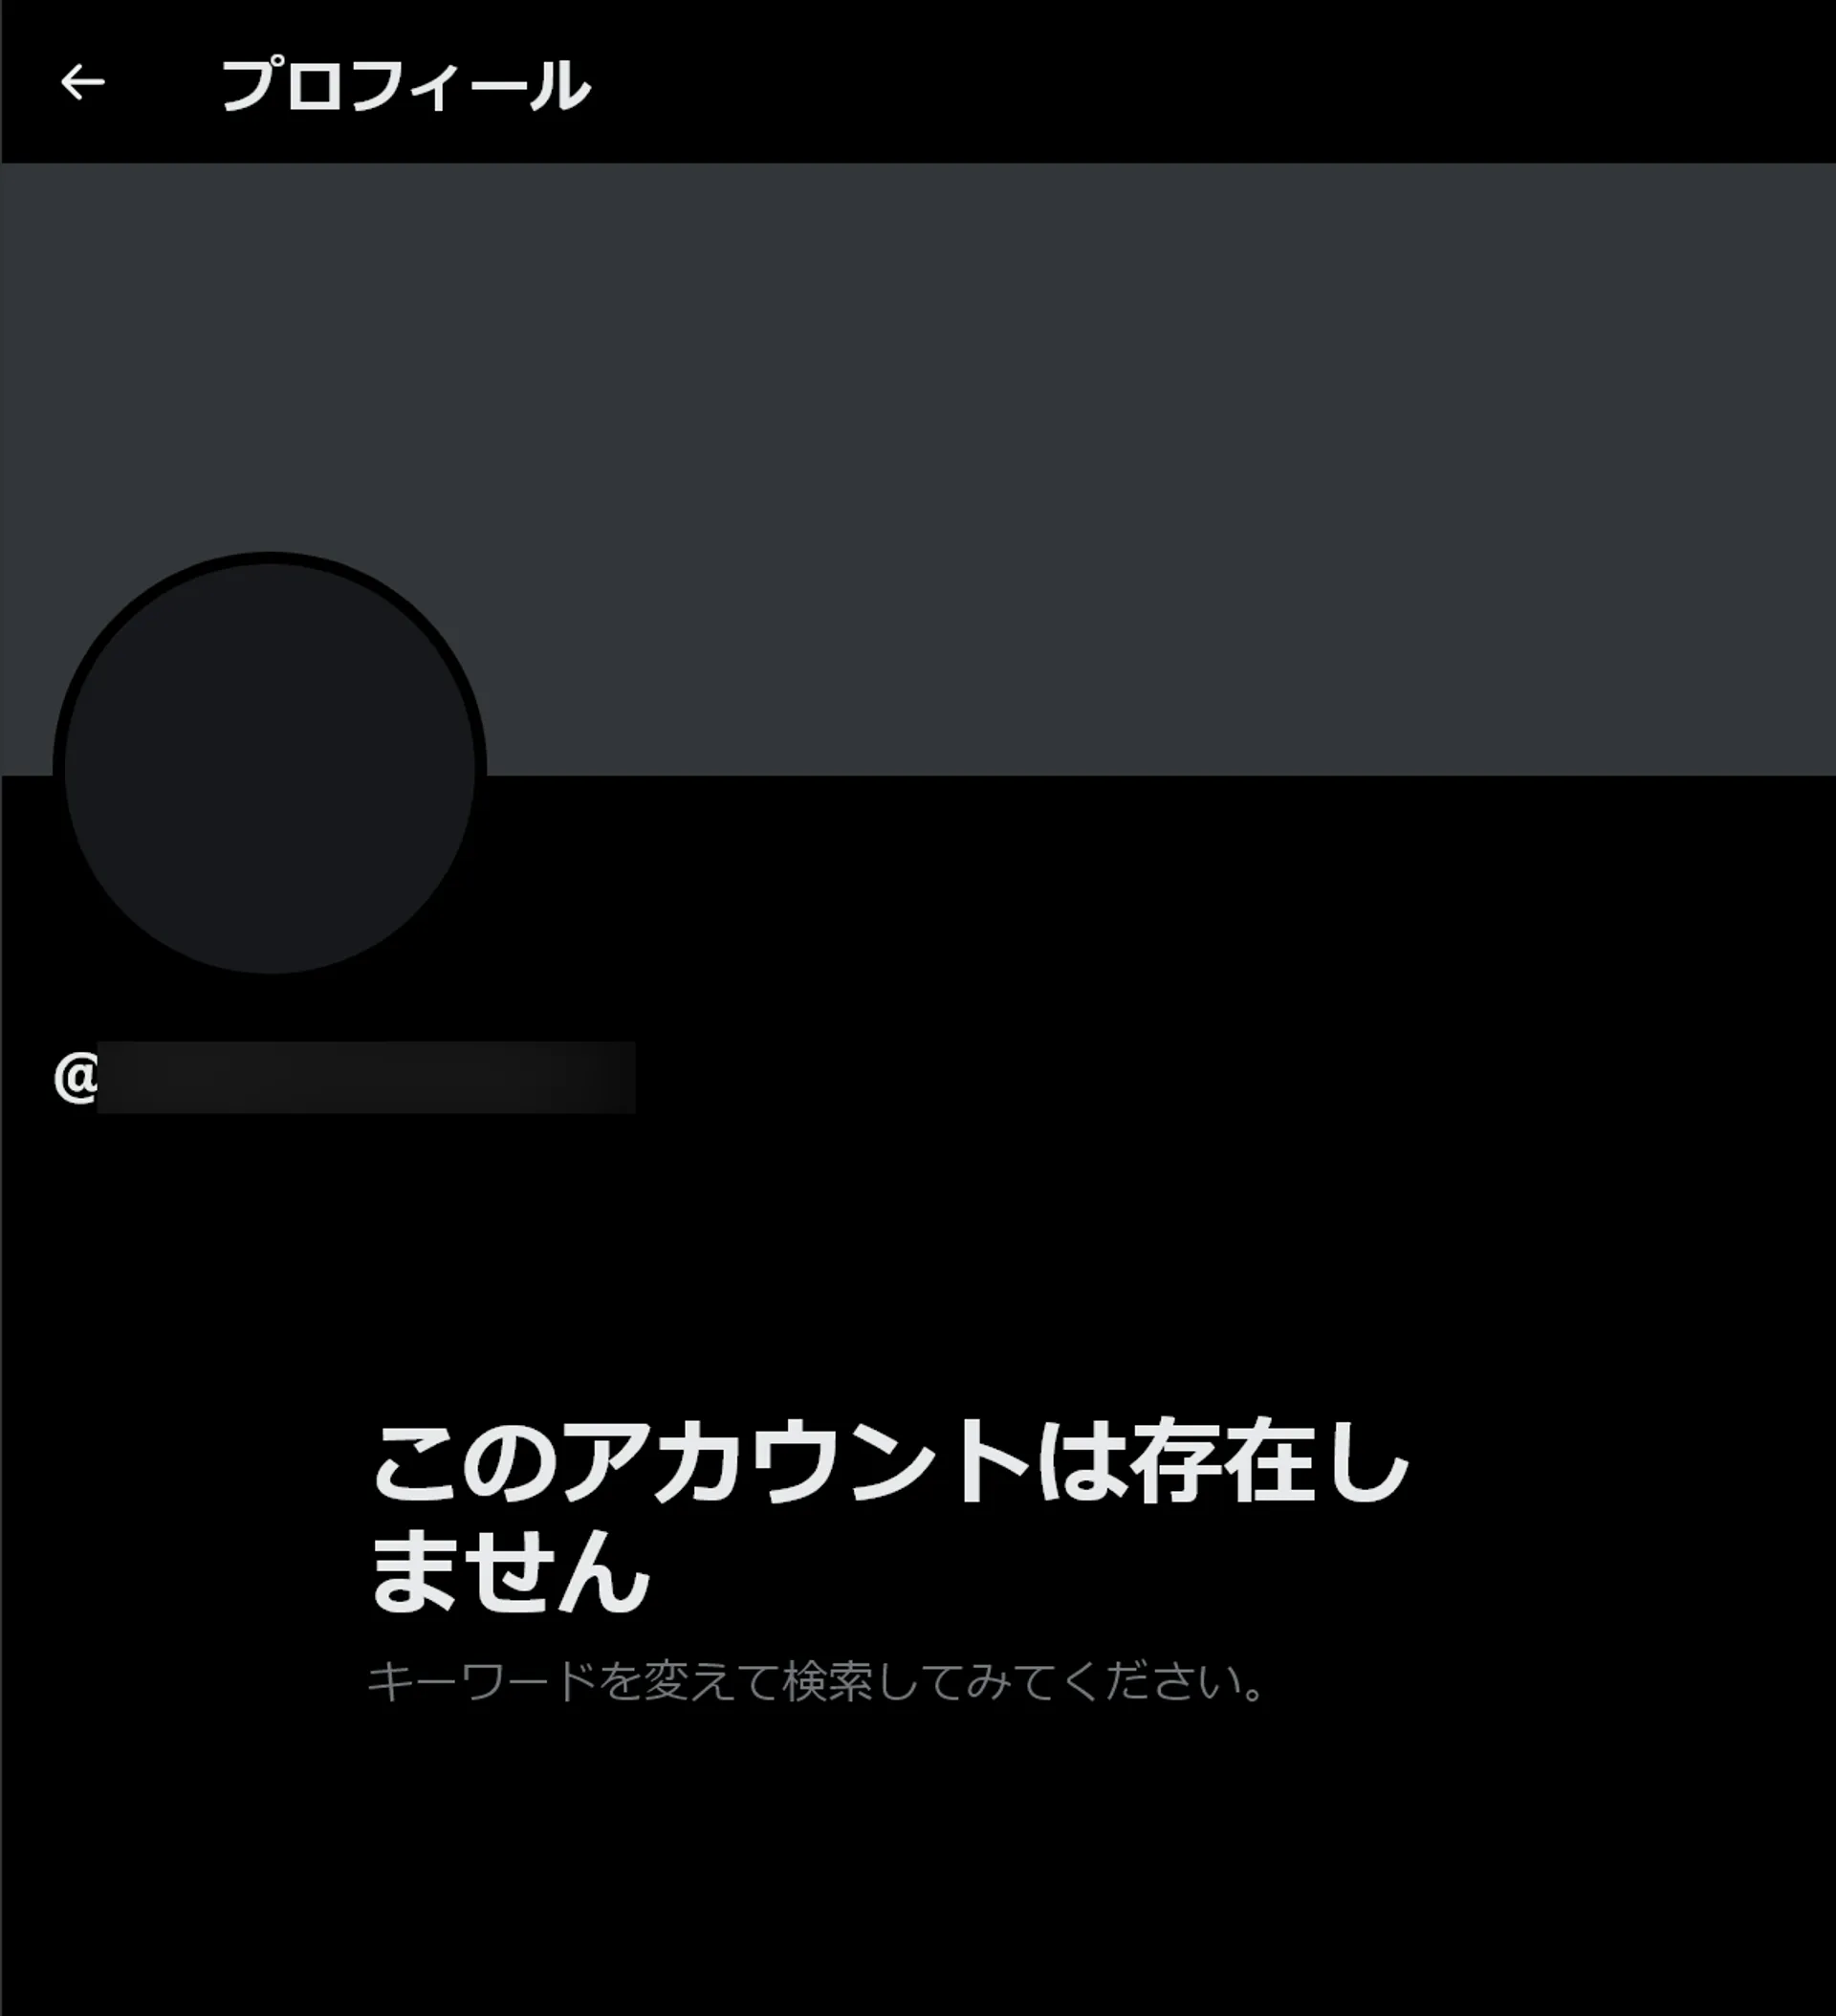 プロフィール
@
このアカウントは存在し
ません
キーワードを変えて検索してみてください。